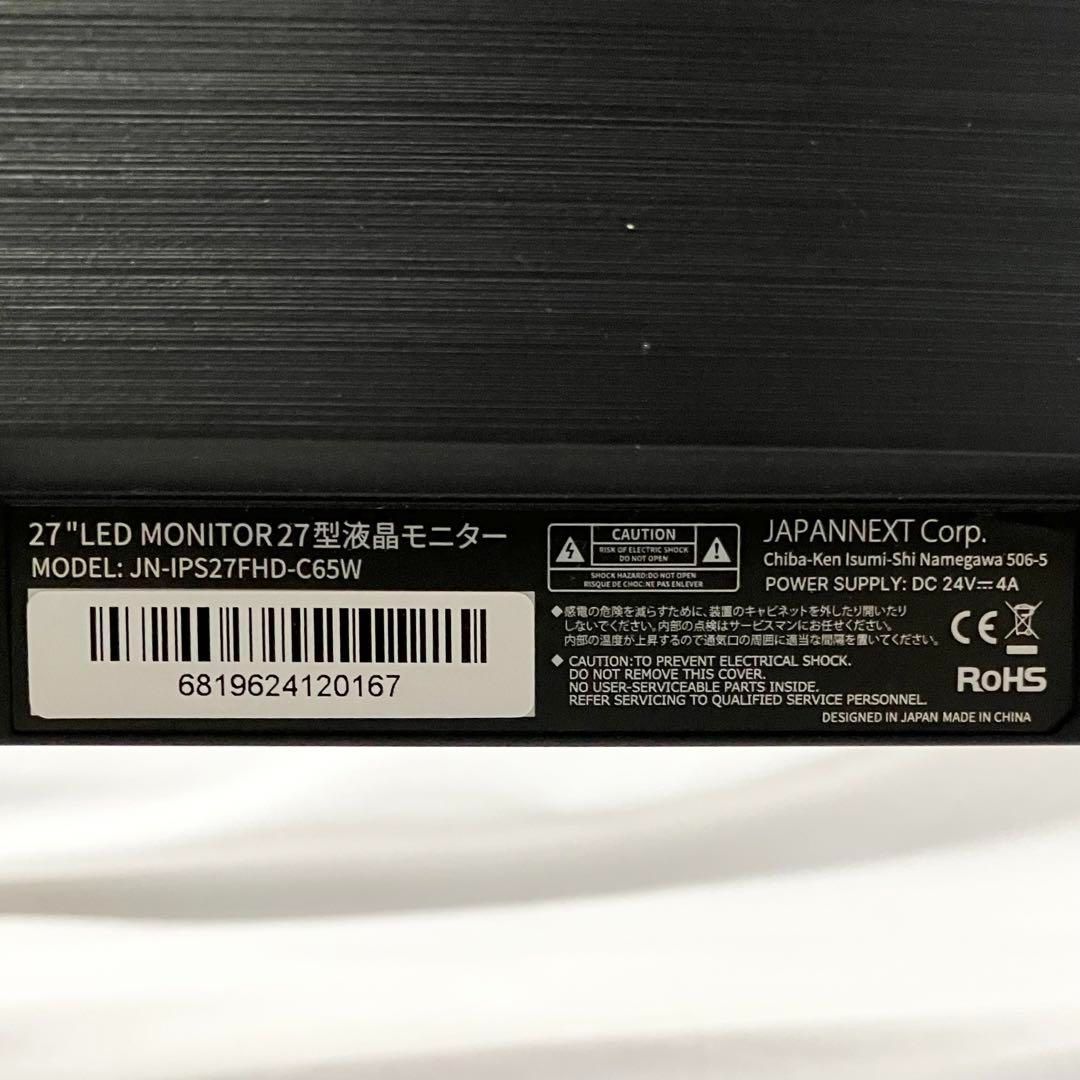 27"LED MONITOR27型液晶モニター
MODEL: JN-IPS27FHD-C65W
6819624120167
CAUTION
RISK OF ELECTRIC SHOCK
DO NOT OPEN
SHOCK HAZARD:DO NOT OPEN
RISQUE DE CHOC:NE PAS ENLEVER
JAPANNEXT Corp.
Chiba-Ken Isumi-Shi Namegawa 506-5
POWER SUPPLY: DC 24V⎓4A
◆感電の危険を減らすために、装置のキャビネットを外したり開いたり
しないでください。内部の点検はサービスマンにお任せください。
内部の温度が上昇するので通気口の周囲に適当な間隔を置いてください。
◆ CAUTION:TO PREVENT ELECTRICAL SHOCK.
DO NOT REMOVE THIS COVER.
NO USER-SERVICEABLE PARTS INSIDE.
REFER SERVICING TO QUALIFIED SERVICE PERSONNEL.
CE
RoHS
DESIGNED IN JAPAN MADE IN CHINA